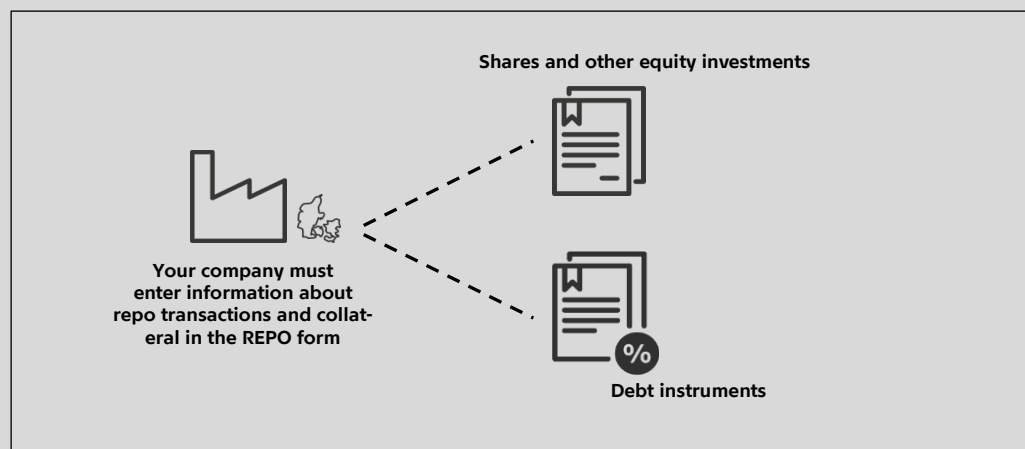 Shares and other equity investments
Your company must
enter information about
repo transactions and collat-
eral in the REPO form
%
Debt instruments